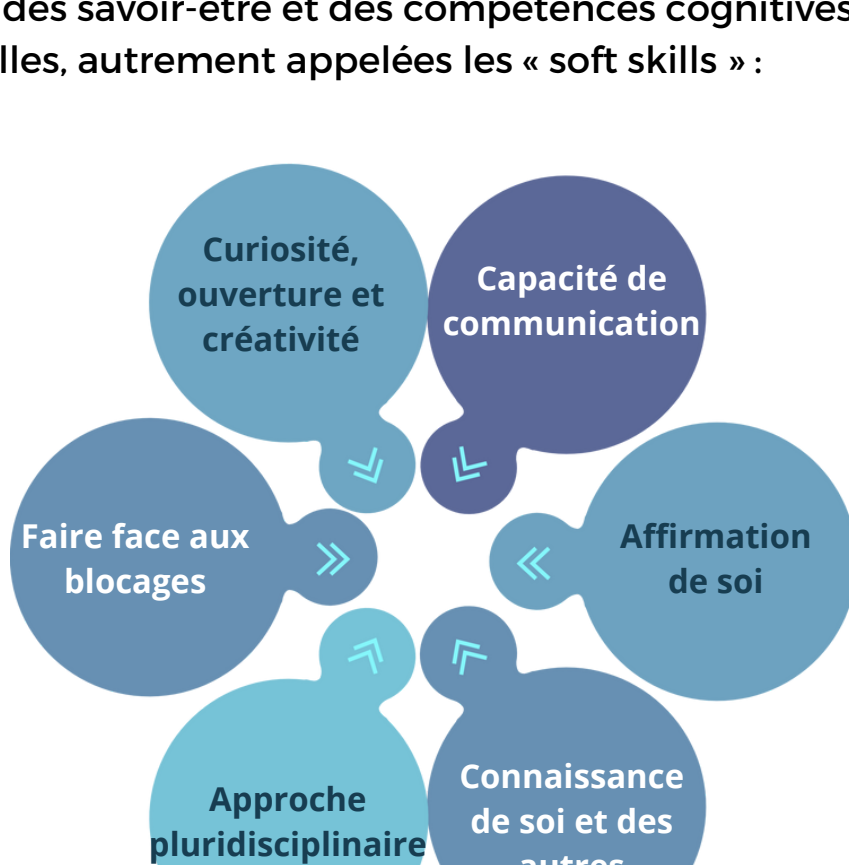 des savoir-être et des compétences cognitives
lles, autrement appelées les « soft skills » :
Curiosité,
ouverture et
créativité
Capacité de
communication
Faire face aux
blocages
Affirmation
de soi
Approche
pluridisciplinaire
Connaissance
de soi et des
autres